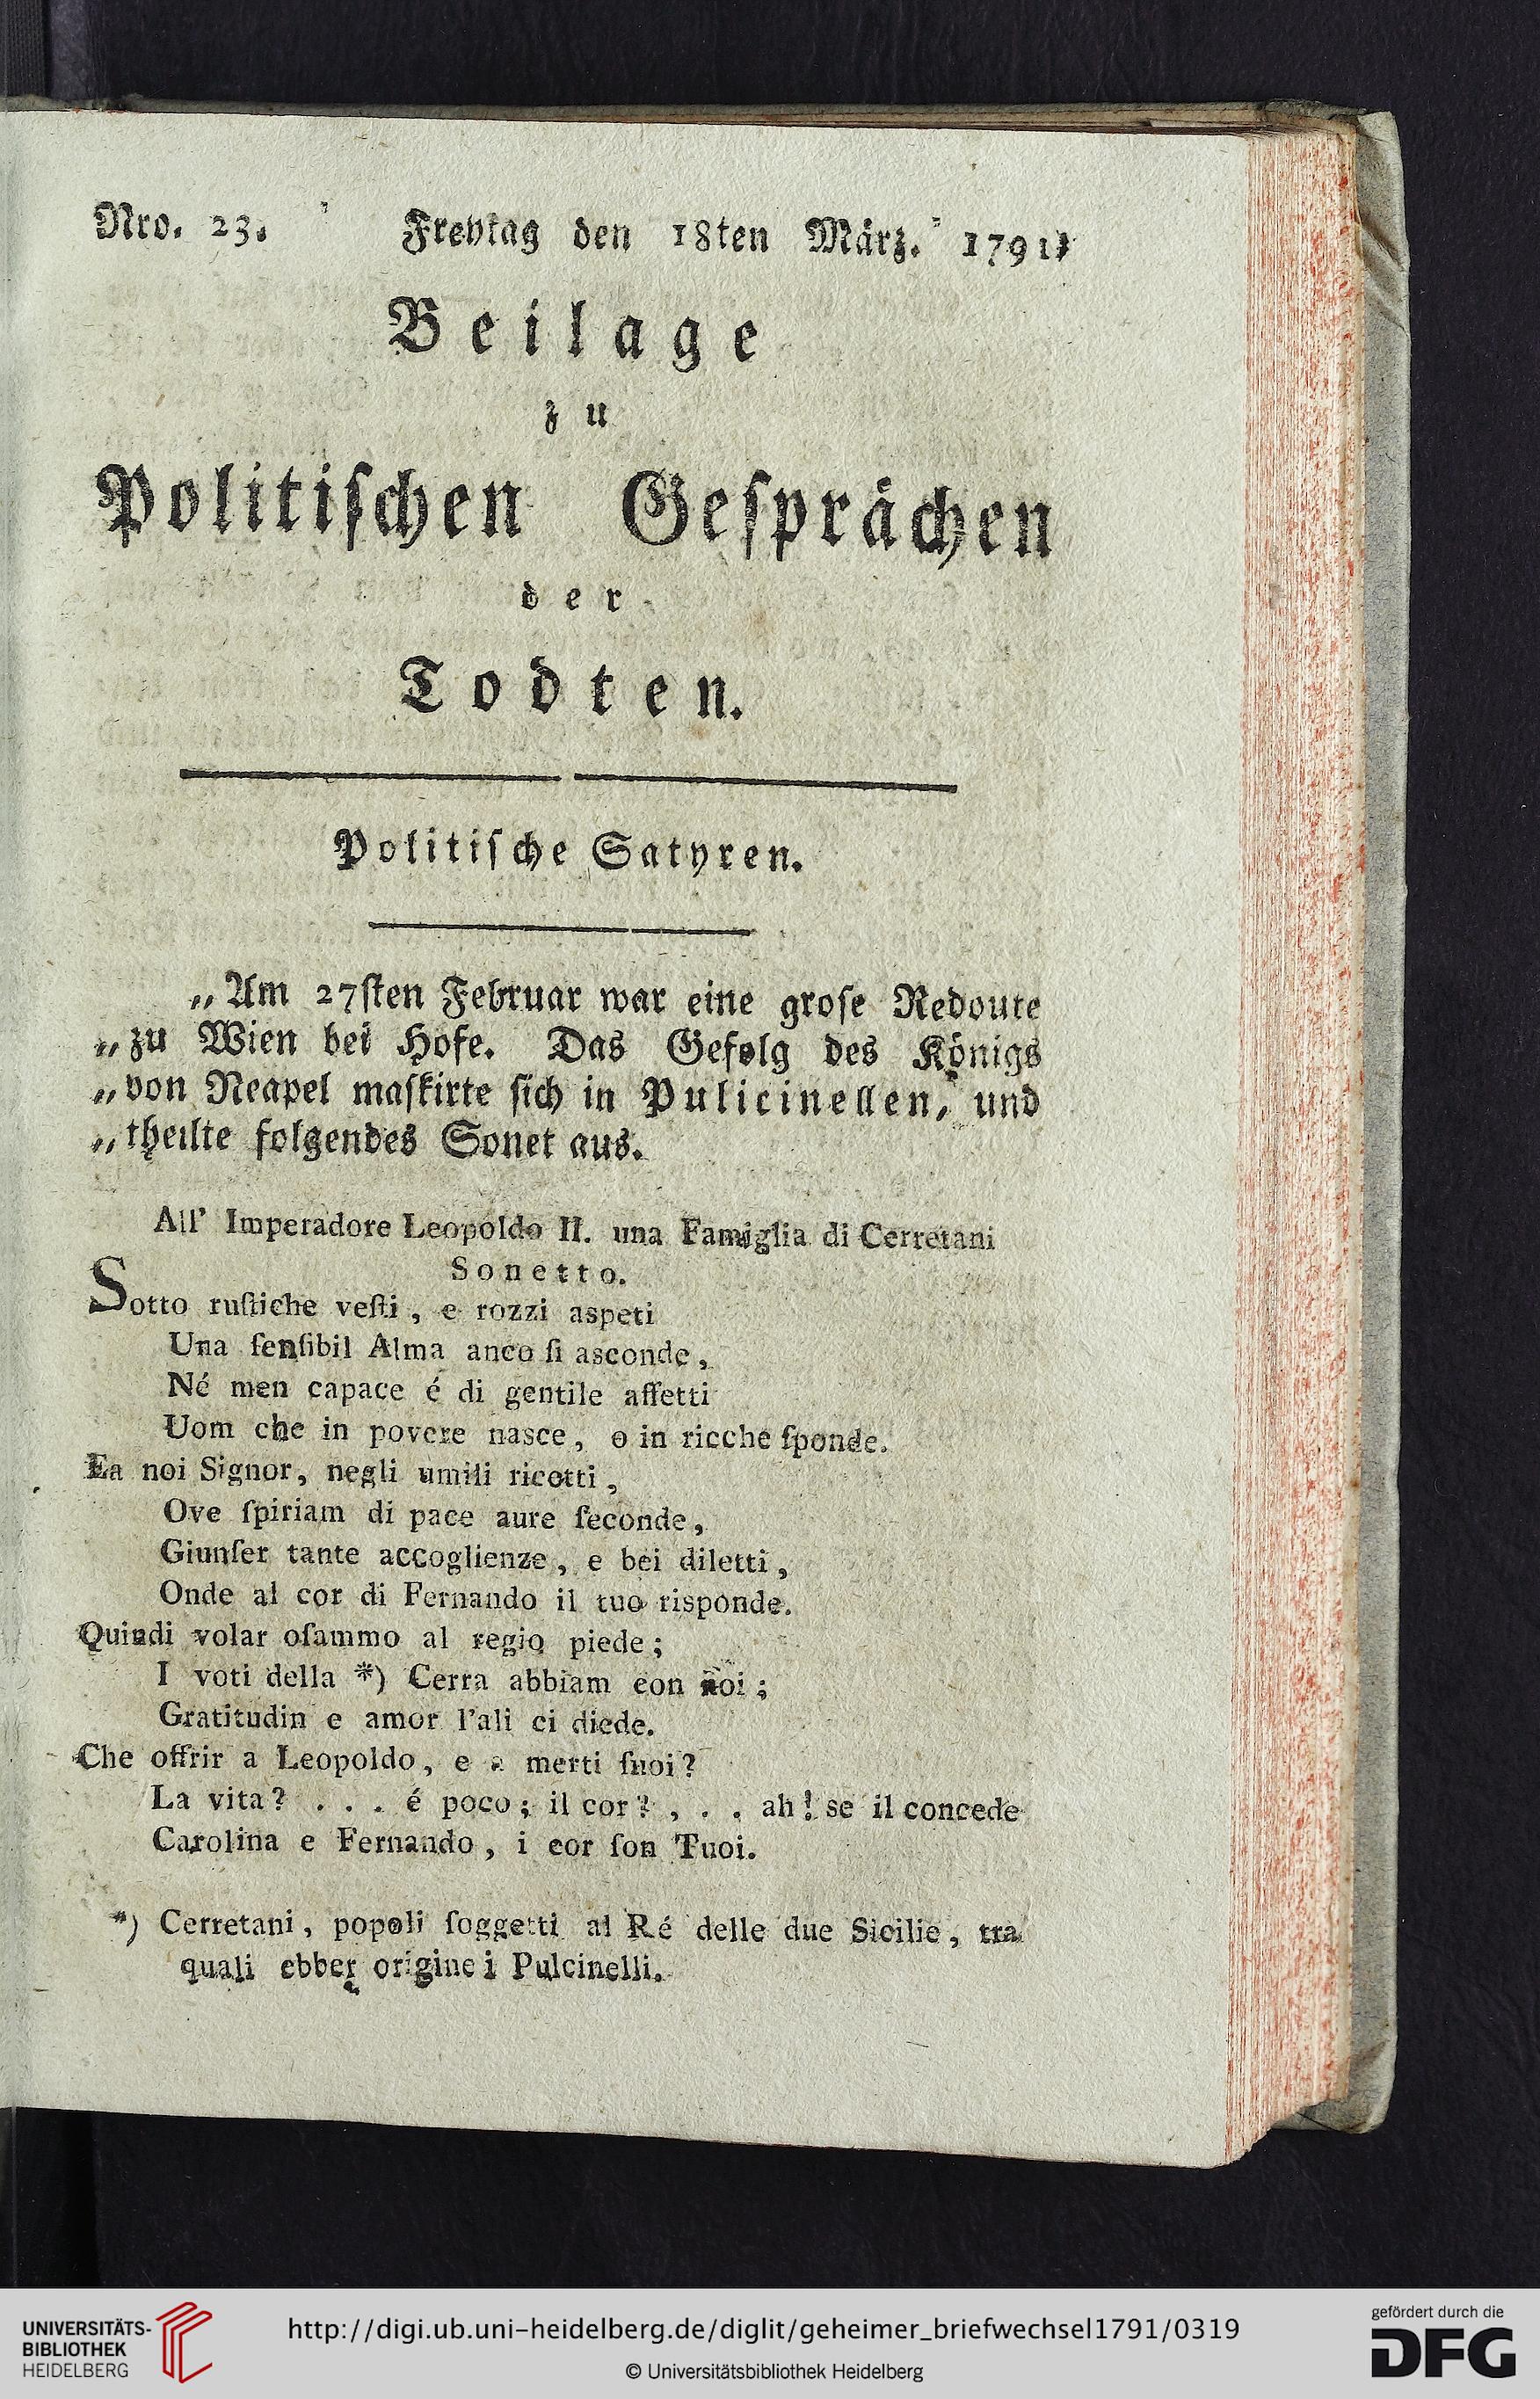 Nro. 23. Freytag den 18ten März. 1791.
Beilage
zu
Politiſchen Geſprächen
der
Todten.
Politiſche Satyren.
„Am 27ſten Februar war eine groſe Redoute
„zu Wien bei Hofe. Das Gefolg des Königs
„von Neapel maſkirte ſich in Pulicinellen, und
„theilte folgendes Sonet aus.
All' Imperadore Leopoldo II. una Famiglia di Cerretani
Sonetto.
Sotto ruſtiche veſti, e rozzi aspeti
Una ſenſibil Alma anco ſi asconde,
Né men capace é di gentile affetti
Uom che in povere nasce, o in ricche ſponde.
Fa noi Signor, negli umili ricotti,
Ove ſpiriam di pace aure ſeconde,
Giunſer tante accoglienze, e bei diletti,
Onde al cor di Fernando il tuo risponde.
Quindi volar oſammo al regio piede;
I voti della *) Cerra abbiam con noi;
Gratitudin e amor l'ali ci diede.
Che offrir a Leopoldo, e a merti ſuoi?
La vita? . . . é poco; il cor? , . . ah! se il concede
Carolina e Fernando, i cor ſon Tuoi.
*) Cerretani, popoli ſoggetti al Ré delle due Sicilie, tra
quali ebber origine i Pulcinelli.
UNIVERSITÄTS-
BIBLIOTHEK
HEIDELBERG
http://digi.ub.uni-heidelberg.de/diglit/geheimer_briefwechsel1791/0319
© Universitätsbibliothek Heidelberg
gefördert durch die
DFG